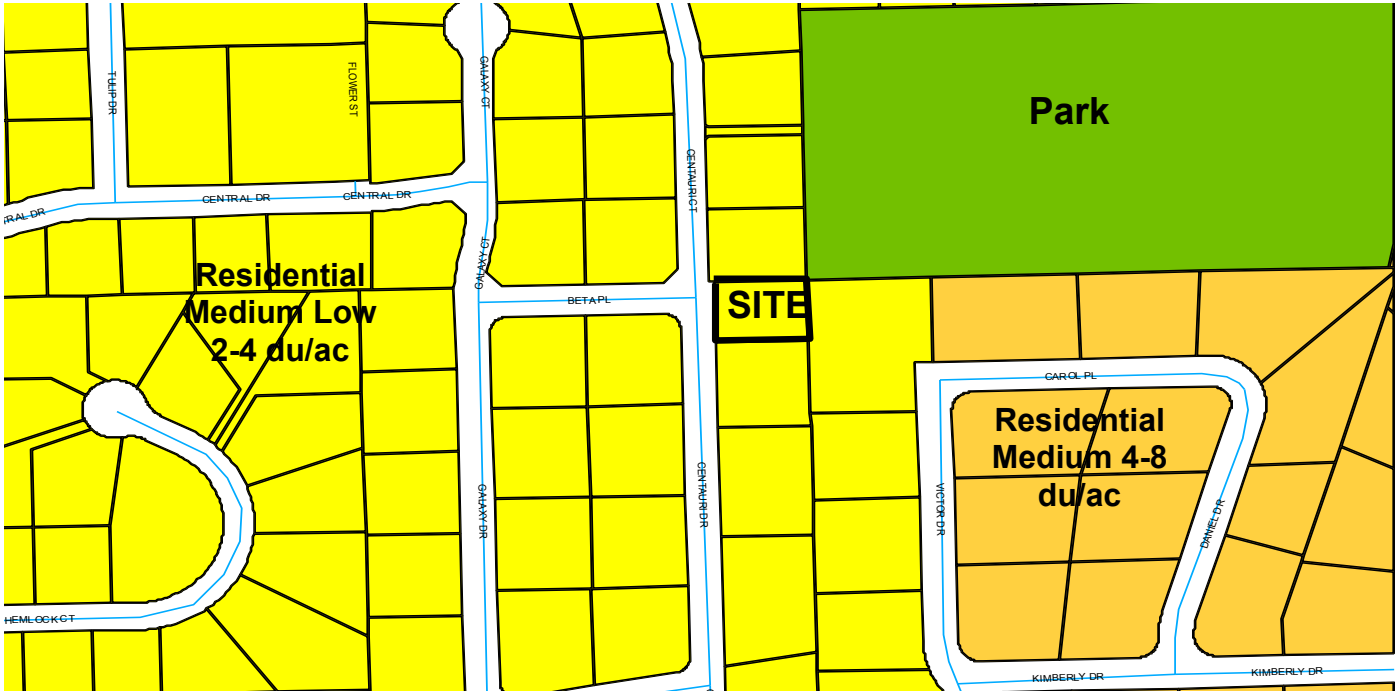 Park
TULIP DR
FLOWER ST
GALAXY CT
CENTAURI CT
CENTRAL DR
CENTRAL DR
RAL DR
GALAXY CT
Residential
Medium Low
2-4 du/ac
BETA PL
SITE
CAROL PL
Residential
Medium 4-8
du/ac
GALAXY DR
CENTAURI DR
VICTOR DR
DANIEL DR
HEMLOCK CT
KIMBERLY DR
KIMBERLY DR